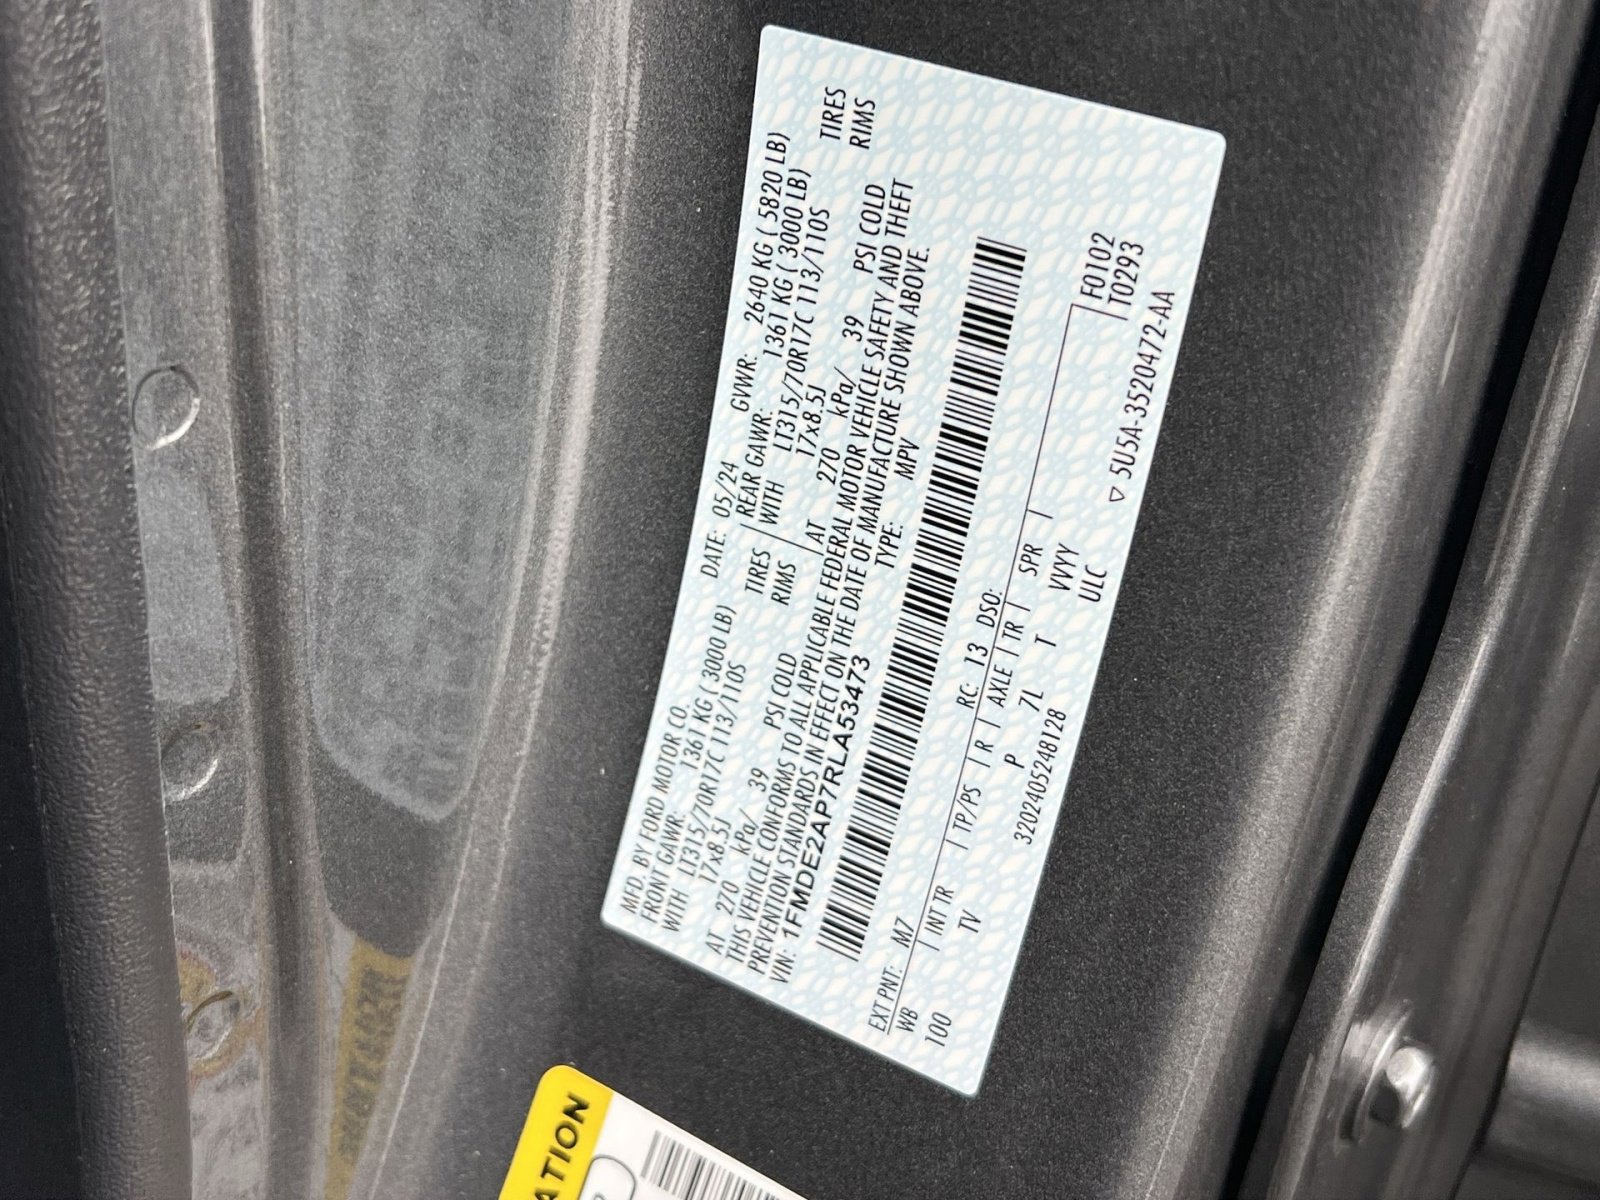 MFD. BY FORD MOTOR CO.
DATE: 05/24 GVWR: 2640 KG ( 5820 LB)
FRONT GAWR: 1361 KG ( 3000 LB)
REAR GAWR: 1361 KG ( 3000 LB)
WITH LT315/70R17C 113/110S TIRES
WITH LT315/70R17C 113/110S TIRES
17x8.5J RIMS
17x8.5J RIMS
AT 270 kPa/ 39 PSI COLD
AT 270 kPa/ 39 PSI COLD
THIS VEHICLE CONFORMS TO ALL APPLICABLE FEDERAL MOTOR VEHICLE SAFETY AND THEFT
PREVENTION STANDARDS IN EFFECT ON THE DATE OF MANUFACTURE SHOWN ABOVE.
VIN: 1FMDE2AP7RLA53473
TYPE: MPV
EXT PNT: MZ RC: 13 DSO:
WB INT TR TP/PS R AXLE TR SPR
100 TV P 7L T VVYY
3202405248128 ULC
F0102
T0293
▽ 5U5A-3520472-AA
ATION